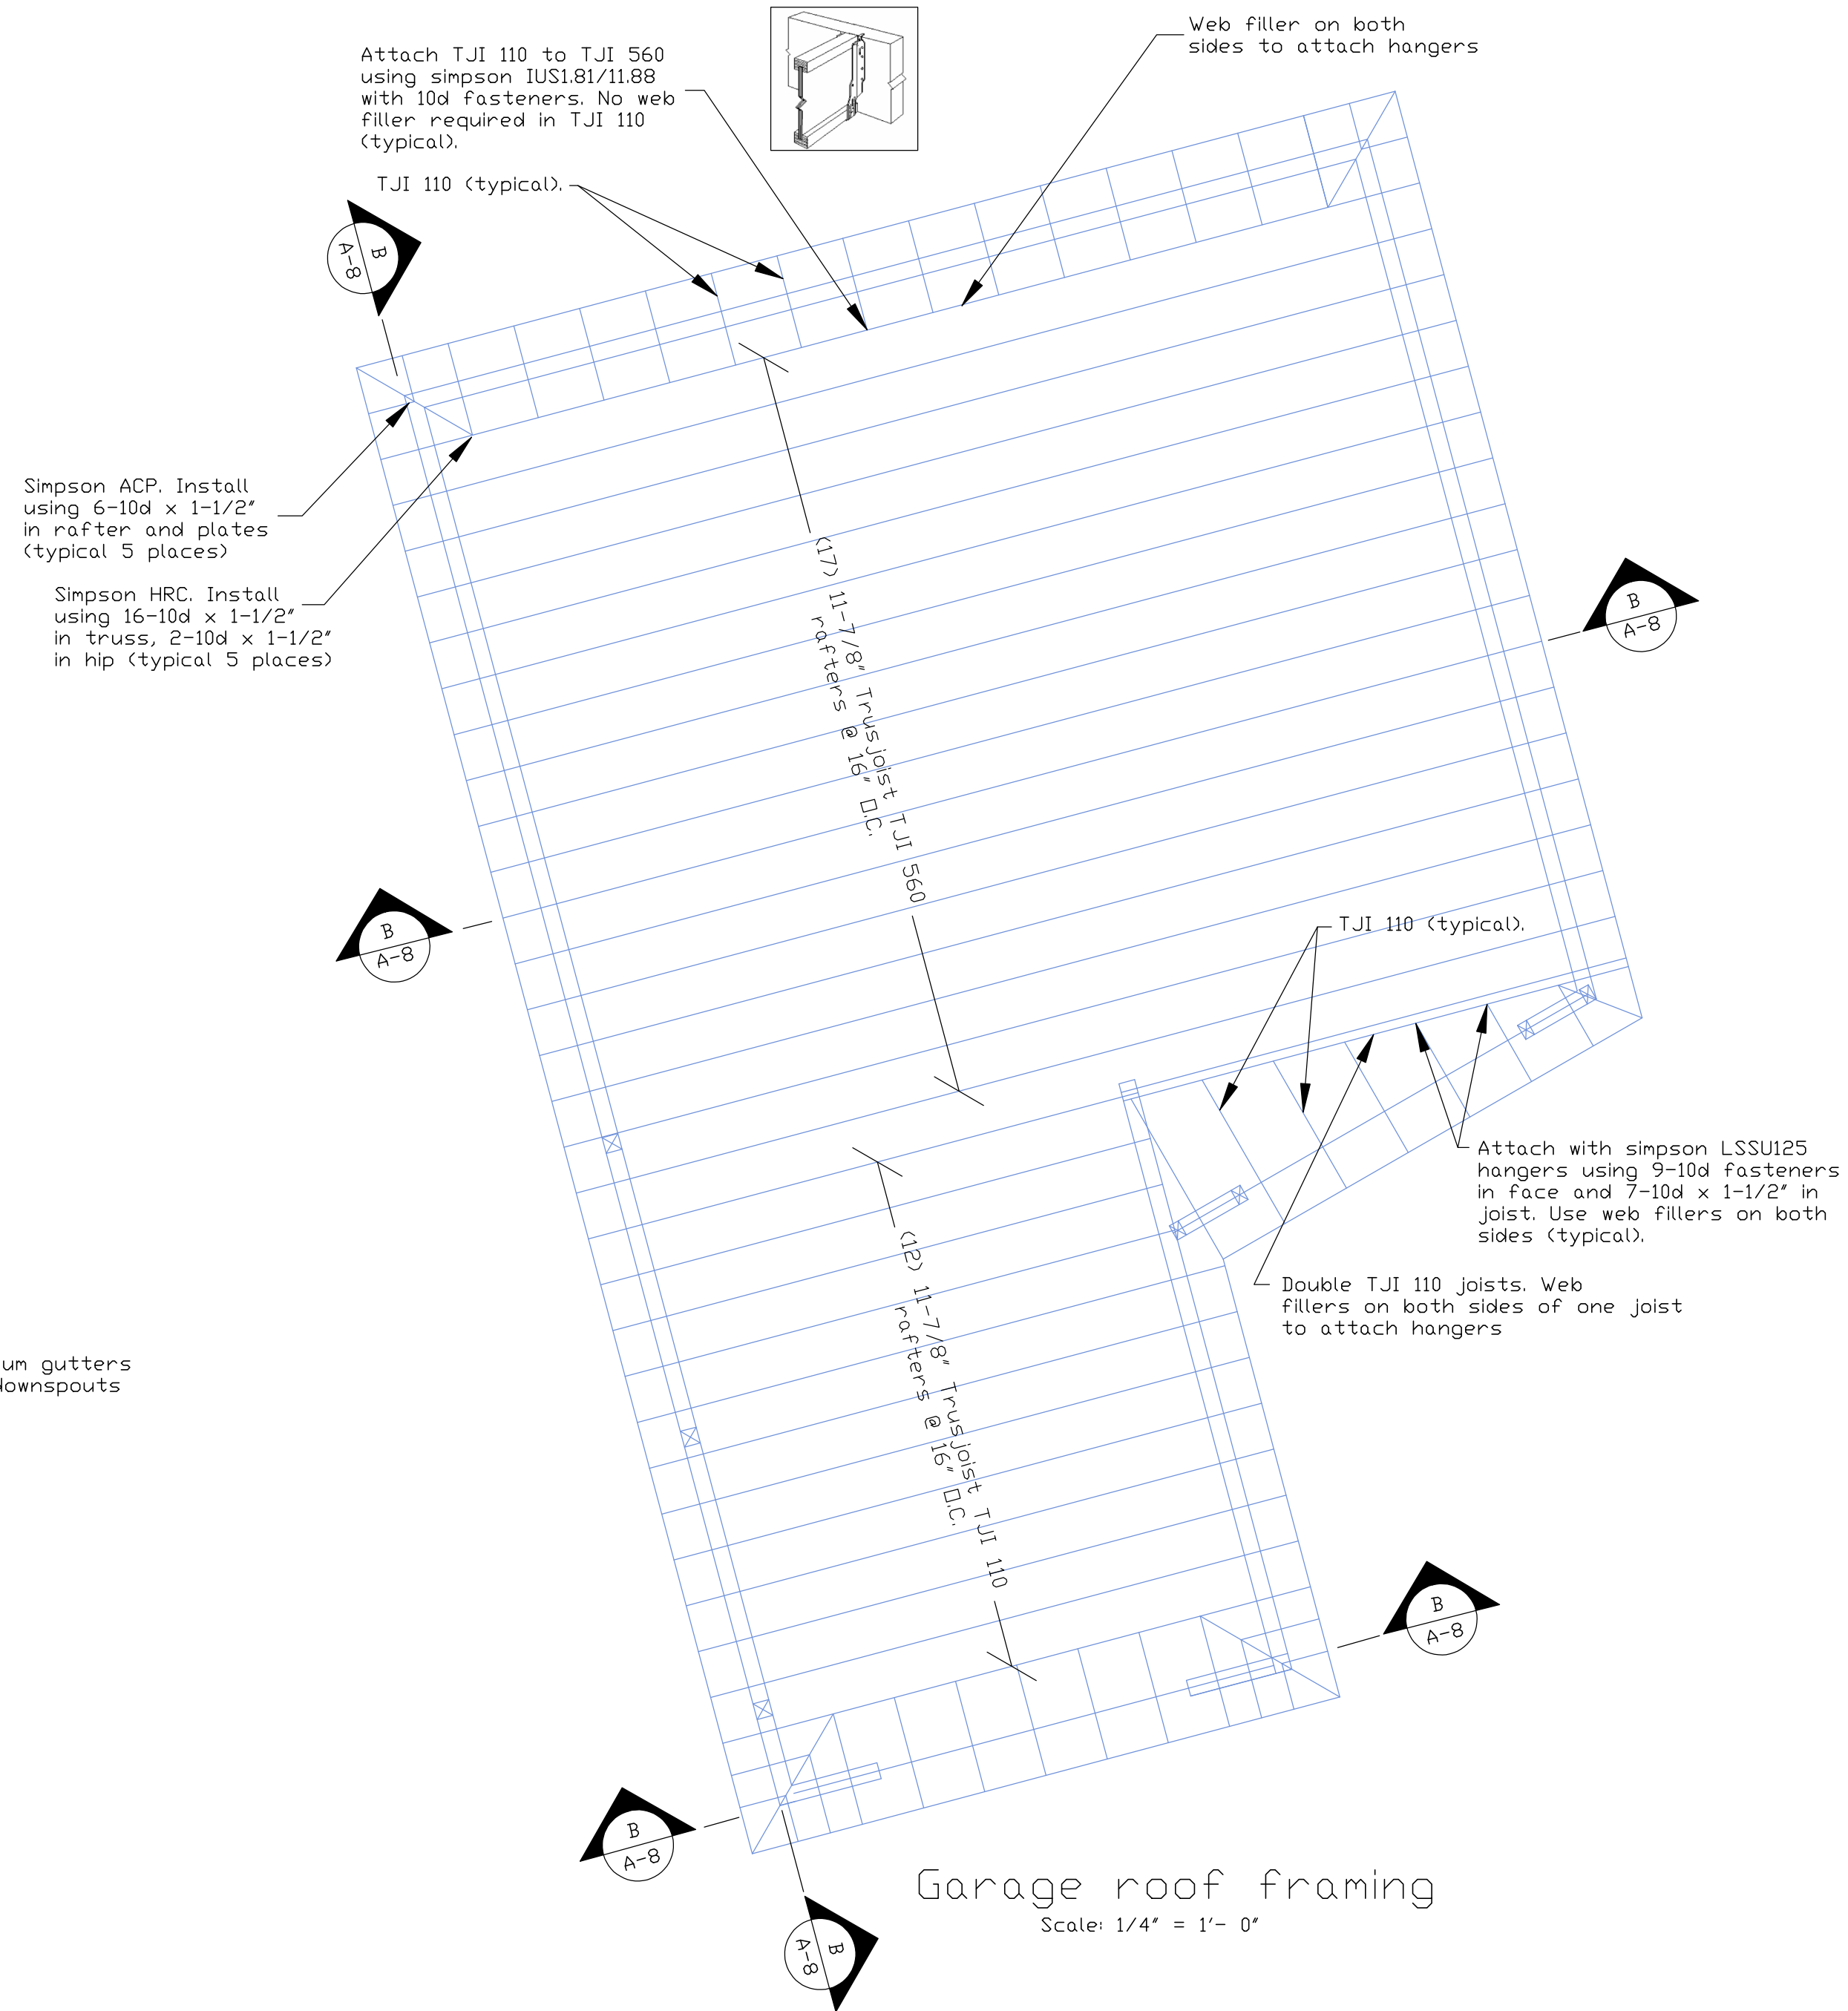 Web filler on both
sides to attach hangers
Attach TJI 110 to TJI 560
using simpson IUS1.81/11.88
with 10d fasteners. No web
filler required in TJI 110
(typical).
TJI 110 (typical).
B
A-8
Simpson ACP. Install
using 6-10d x 1-1/2"
in rafter and plates
(typical 5 places)
Simpson HRC. Install
using 16-10d x 1-1/2"
in truss, 2-10d x 1-1/2"
in hip (typical 5 places)
(17) 11-7/8" Trusjoist TJI 560
rafters @ 16" O.C.
B
A-8
B
A-8
TJI 110 (typical).
Attach with simpson LSSU125
hangers using 9-10d fasteners
in face and 7-10d x 1-1/2" in
joist. Use web fillers on both
sides (typical).
Double TJI 110 joists. Web
fillers on both sides of one joist
to attach hangers
(12) 11-7/8" Trusjoist TJI 110
rafters @ 16" O.C.
um gutters
downspouts
B
A-8
B
A-8
B
A-8
Garage roof framing
Scale: 1/4" = 1'- 0"